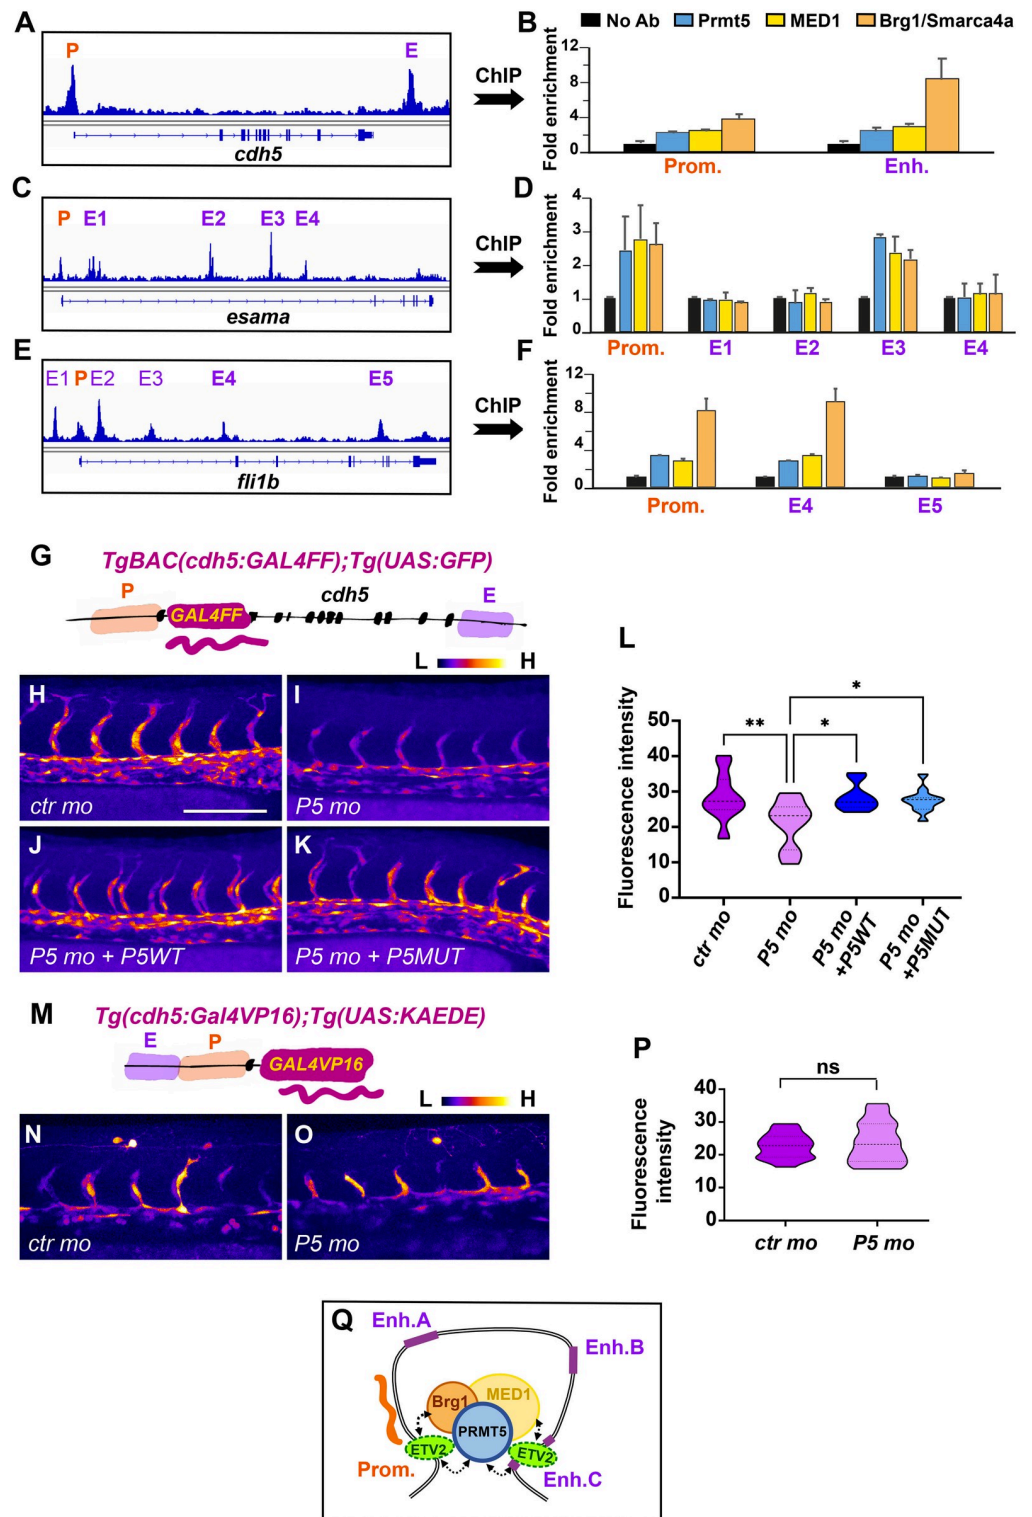 A
P
E
cdh5
ChIP
B
No Ab
Prmt5
MED1
Brg1/Smarca4a
Fold enrichment
12
8
4
0
Prom.
Enh.
C
P
E1
E2
E3
E4
esama
ChIP
D
Fold enrichment
4
3
2
1
0
Prom.
E1
E2
E3
E4
E
E1
P
E2
E3
E4
E5
fli1b
ChIP
F
Fold enrichment
12
8
4
0
Prom.
E4
E5
G
TgBAC(cdh5:GAL4FF);Tg(UAS:GFP)
P
GAL4FF
cdh5
E
L
H
H
ctr mo
I
P5 mo
J
P5 mo + P5WT
K
P5 mo + P5MUT
L
Fluorescence intensity
50
40
30
20
10
0
**
*
*
ctr mo
P5 mo
P5 mo
+P5WT
P5 mo
+P5MUT
M
Tg(cdh5:Gal4VP16);Tg(UAS:KAEDE)
E
P
GAL4VP16
L
H
N
ctr mo
O
P5 mo
P
Fluorescence
intensity
40
30
20
10
0
ns
ctr mo
P5 mo
Q
Enh.A
Enh.B
Brg1
MED1
PRMT5
ETV2
ETV2
Prom.
Enh.C